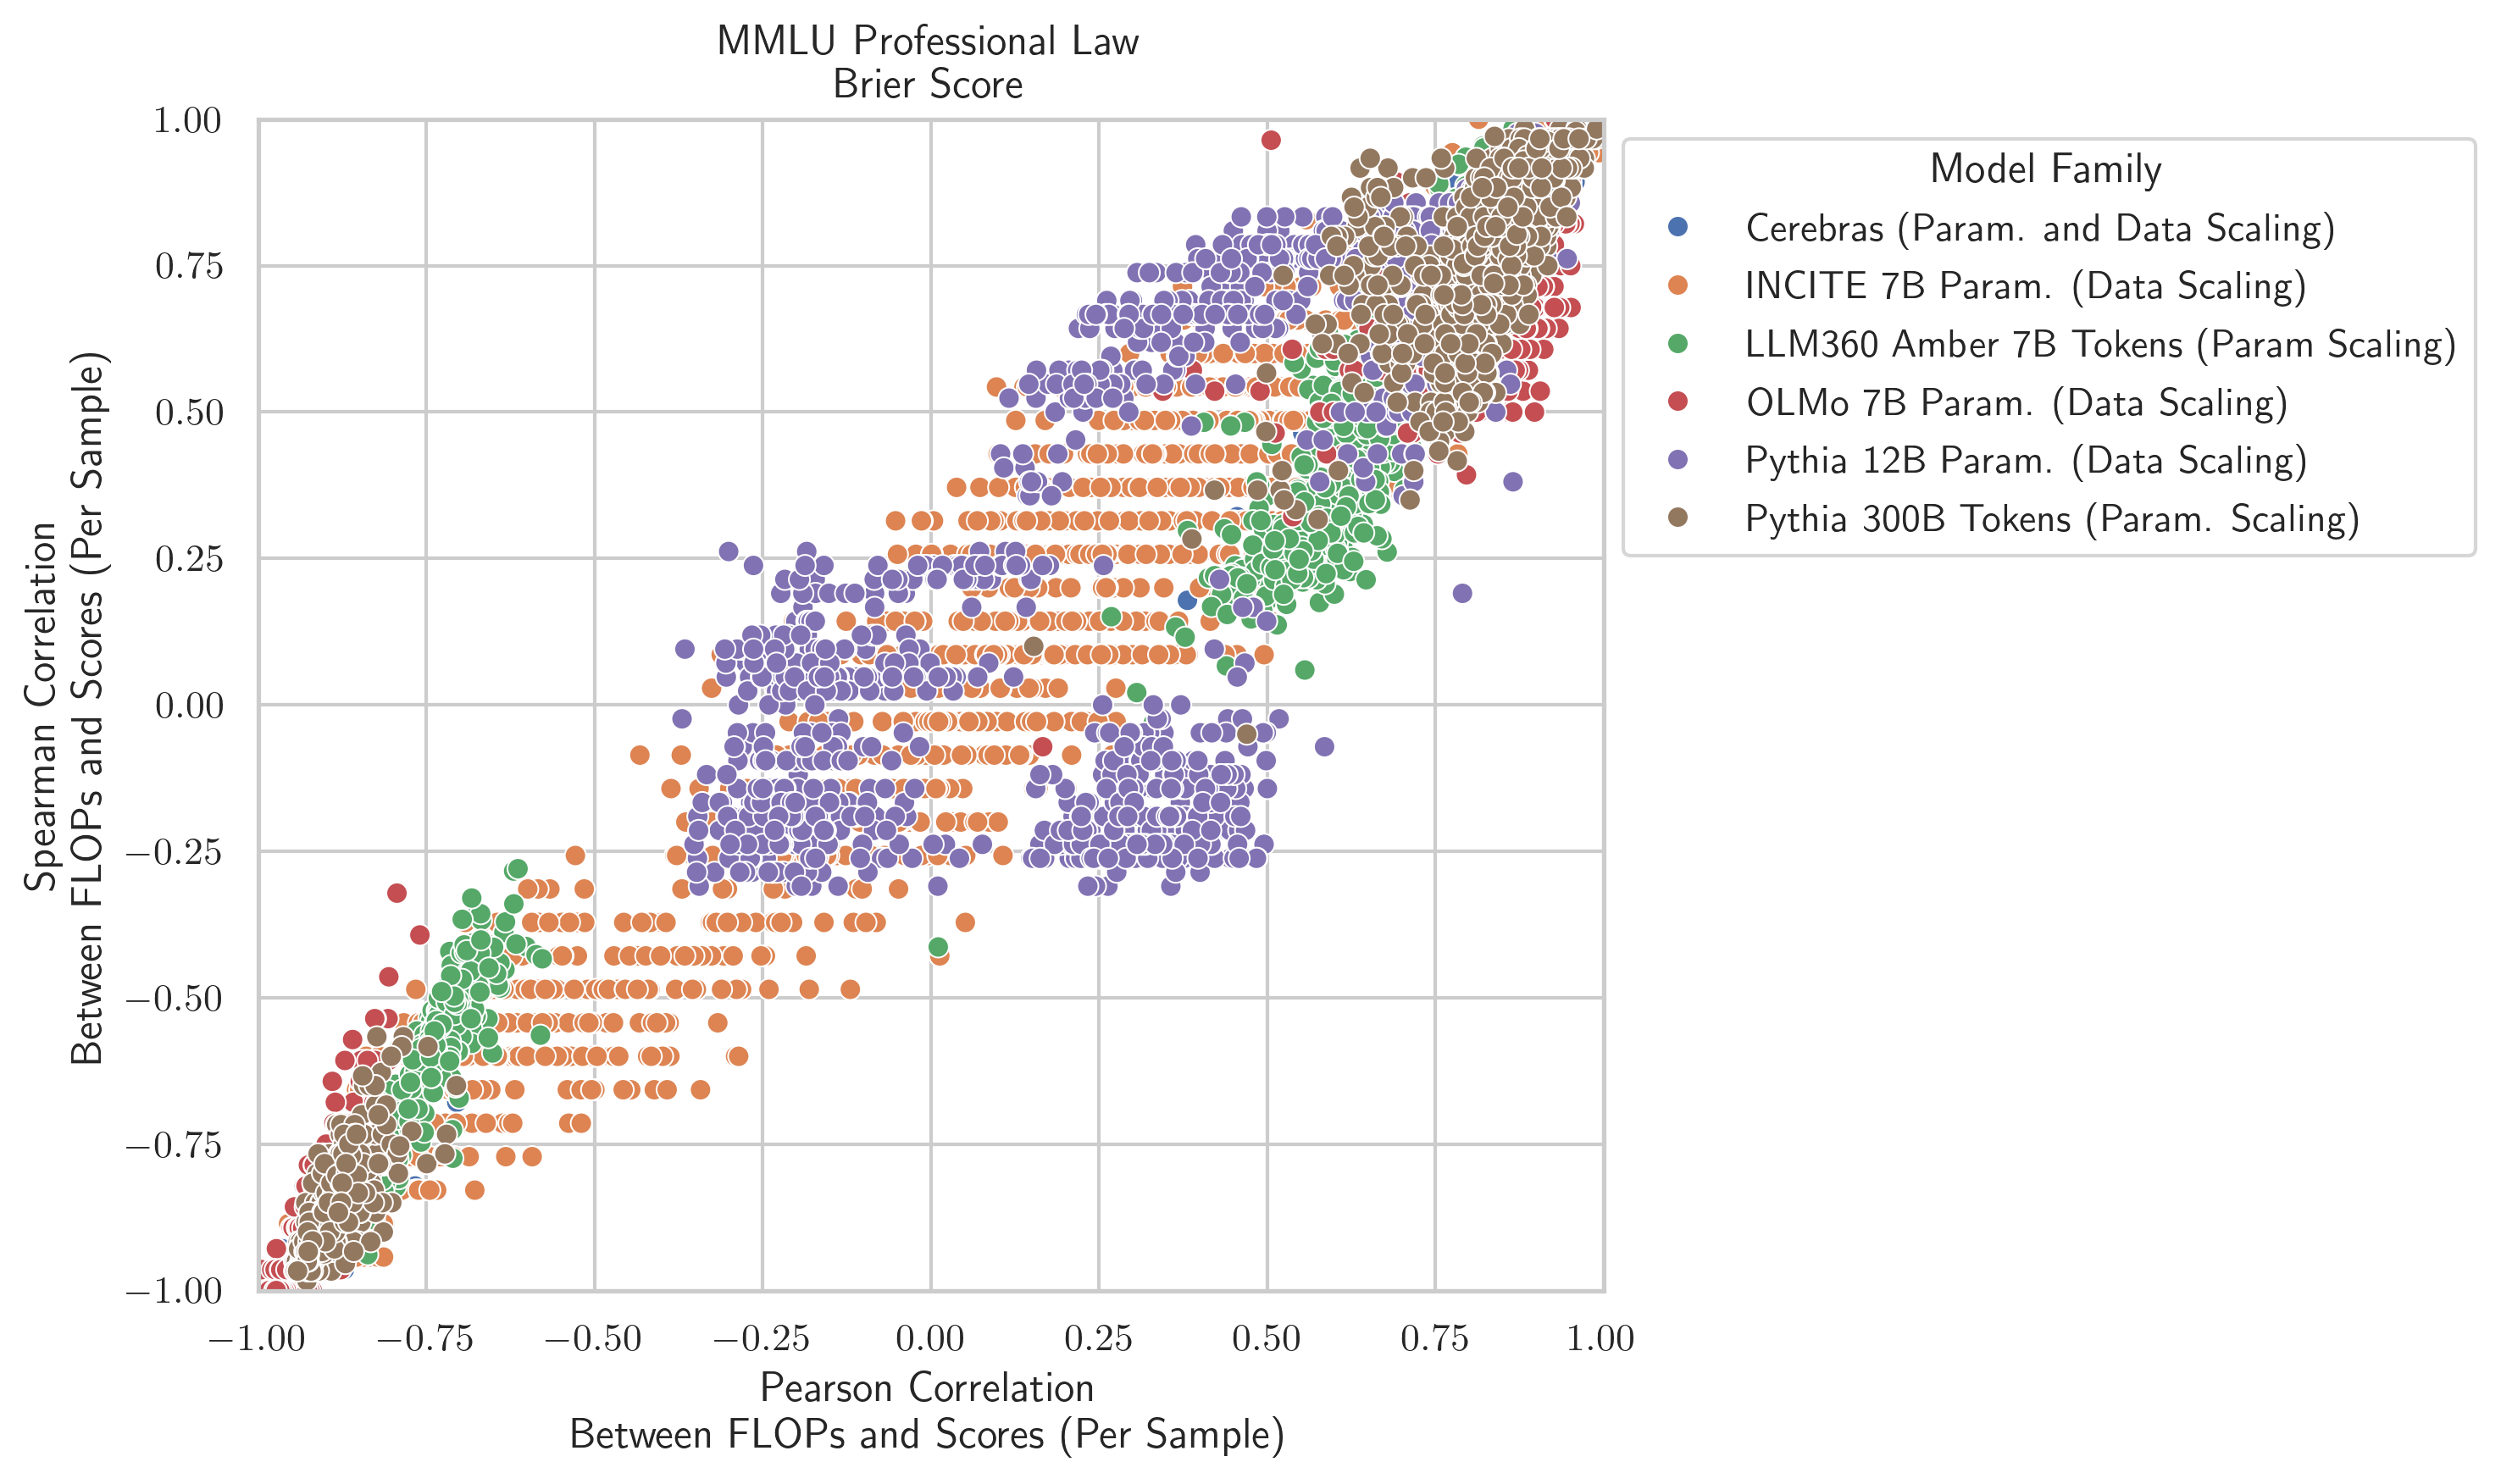 MMLU Professional Law
Brier Score
Spearman Correlation
Between FLOPs and Scores (Per Sample)
1.00
0.75
0.50
0.25
0.00
−0.25
−0.50
−0.75
−1.00
−1.00 −0.75 −0.50 −0.25 0.00 0.25 0.50 0.75 1.00
Pearson Correlation
Between FLOPs and Scores (Per Sample)
Model Family
Cerebras (Param. and Data Scaling)
INCITE 7B Param. (Data Scaling)
LLM360 Amber 7B Tokens (Param Scaling)
OLMo 7B Param. (Data Scaling)
Pythia 12B Param. (Data Scaling)
Pythia 300B Tokens (Param. Scaling)